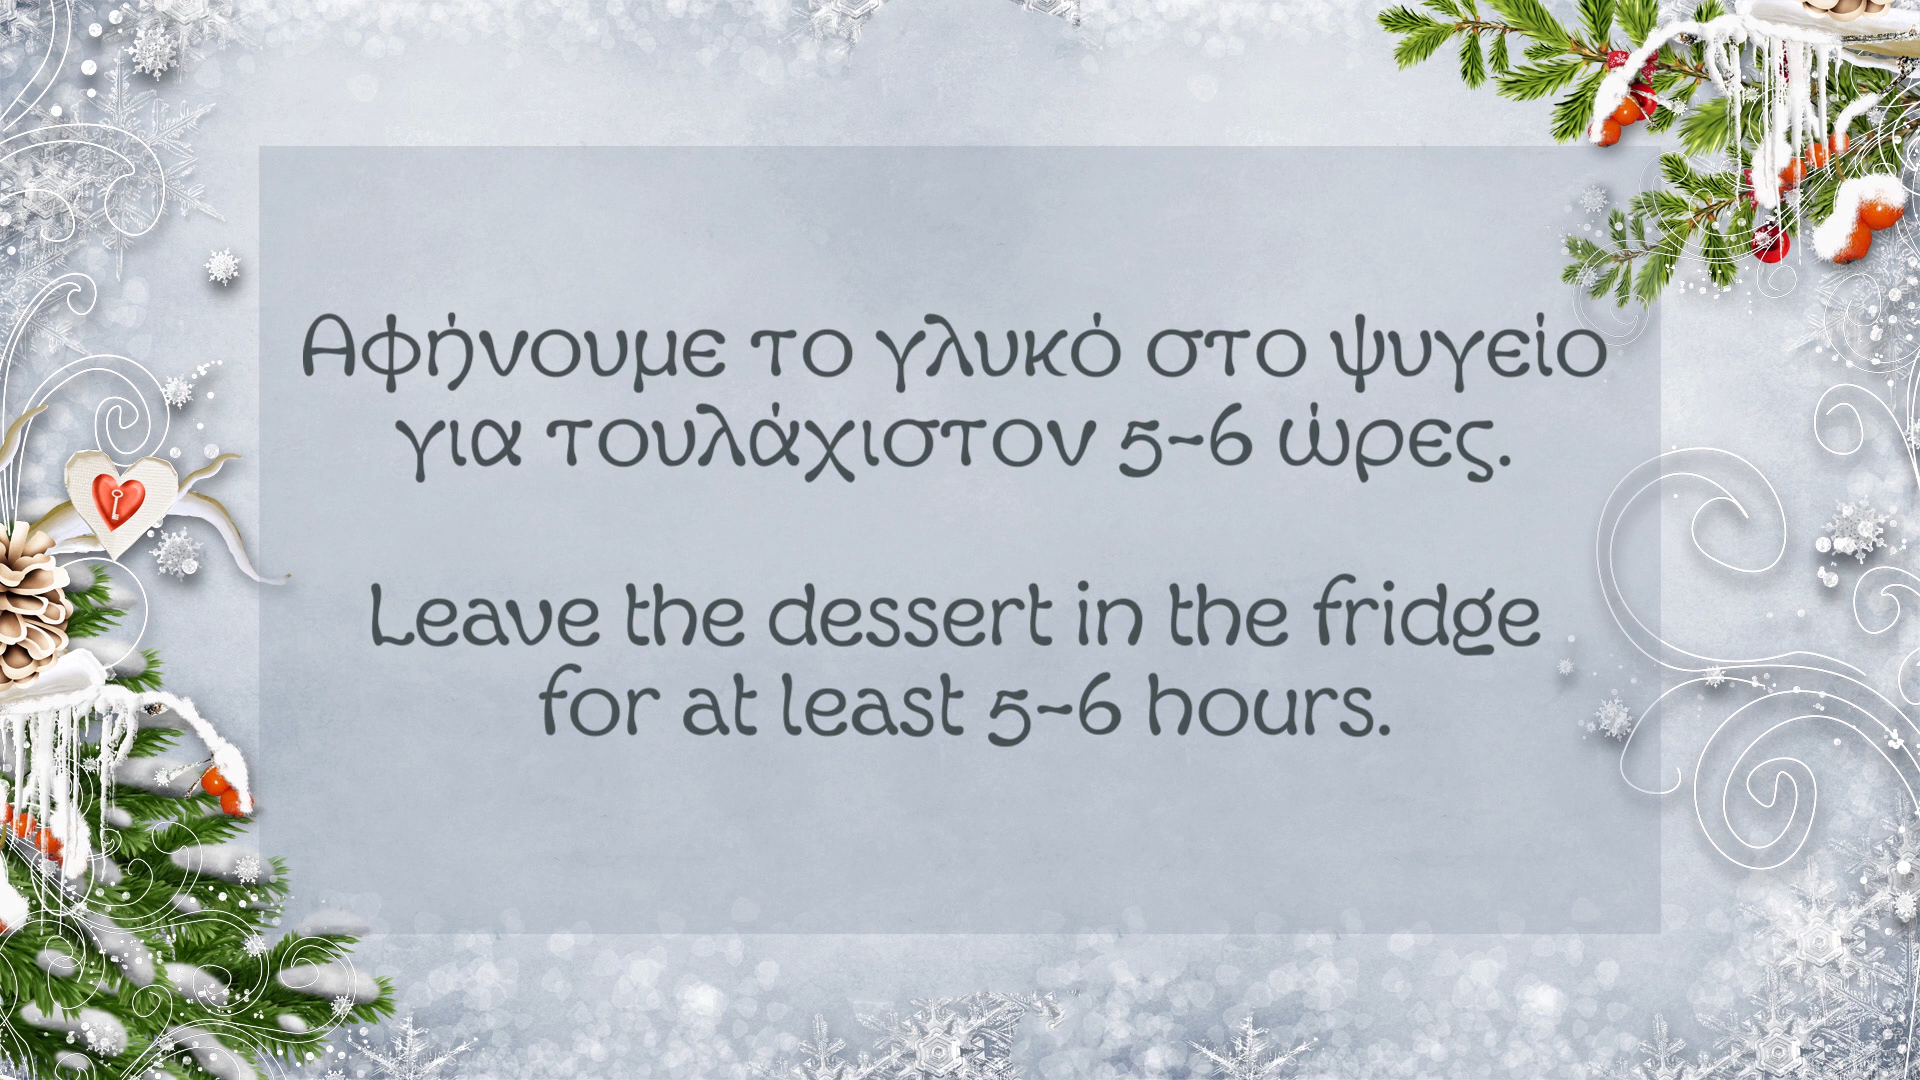 Αφήνουμε το γλυκό στο ψυγείο
για τουλάχιστον 5-6 ώρες.
Leave the dessert in the fridge
for at least 5-6 hours.